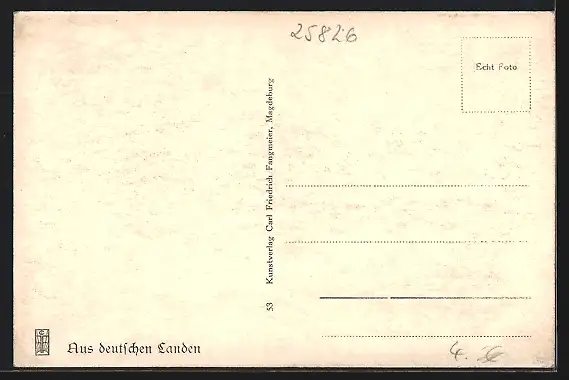 25826
Echt Foto
53 Kunstverlag Carl Friedrich Fangmeier, Magdeburg
Aus deutschen Landen
4.